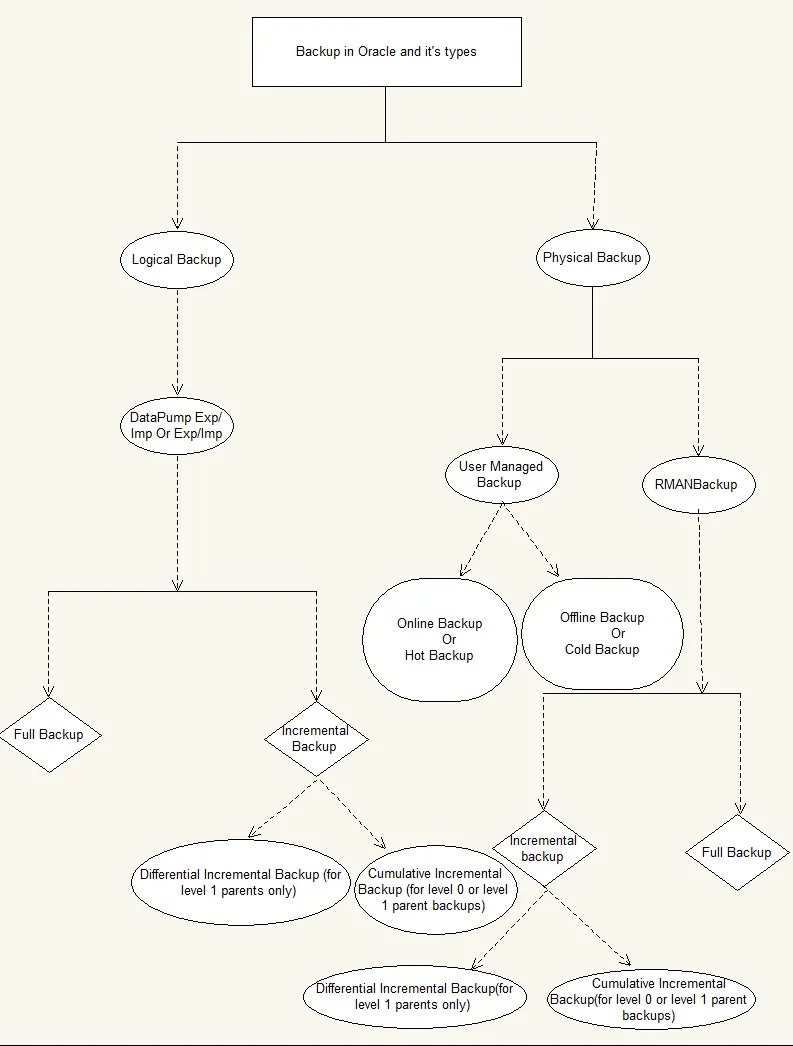 Backup in Oracle and it's types
Logical Backup
Physical Backup
DataPump Exp/
Imp Or Exp/Imp
User Managed
Backup
RMANBackup
Online Backup
Or
Hot Backup
Offline Backup
Or
Cold Backup
Full Backup
Incremental
Backup
Incremental
backup
Full Backup
Differential Incremental Backup (for
level 1 parents only)
Cumulative Incremental
Backup (for level 0 or level
1 parent backups)
Differential Incremental Backup(for
level 1 parents only)
Cumulative Incremental
Backup(for level 0 or level 1 parent
backups)